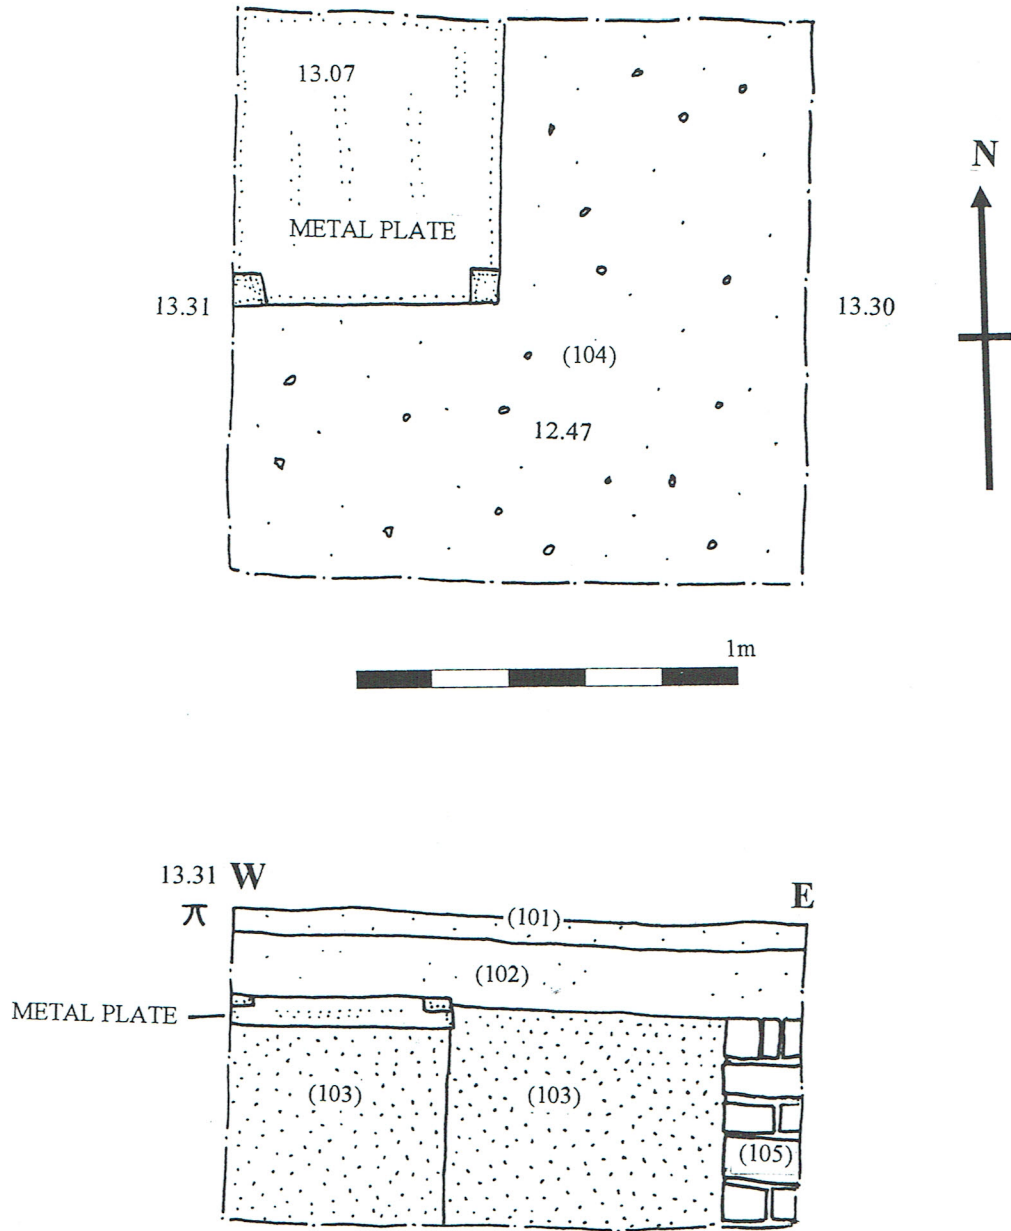 13.07
N
METAL PLATE
13.31
13.30
(104)
12.47
1m
13.31 W
E
(101)
(102)
METAL PLATE
(103)
(103)
(105)